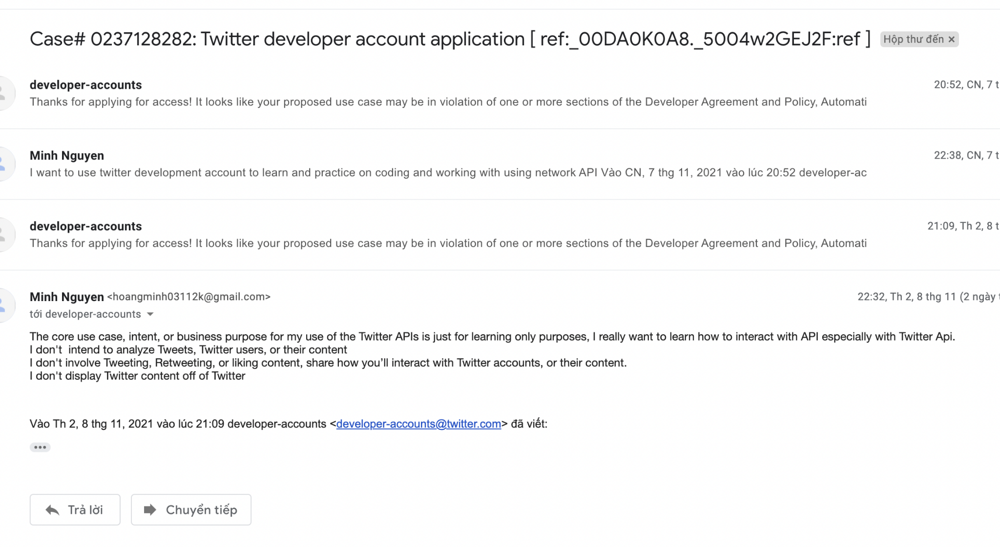 Case# 0237128282: Twitter developer account application [ ref:_00DA0K0A8._5004w2GEJ2F:ref ] Hộp thư đến ×
developer-accounts 20:52, CN, 7 t
Thanks for applying for access! It looks like your proposed use case may be in violation of one or more sections of the Developer Agreement and Policy, Automati
Minh Nguyen 22:38, CN, 7 t
I want to use twitter development account to learn and practice on coding and working with using network API Vào CN, 7 thg 11, 2021 vào lúc 20:52 developer-ac
developer-accounts 21:09, Th 2, 8 t
Thanks for applying for access! It looks like your proposed use case may be in violation of one or more sections of the Developer Agreement and Policy, Automati
Minh Nguyen <hoangminh03112k@gmail.com> 22:32, Th 2, 8 thg 11 (2 ngày t
tới developer-accounts
The core use case, intent, or business purpose for my use of the Twitter APIs is just for learning only purposes, I really want to learn how to interact with API especially with Twitter Api.
I don't  intend to analyze Tweets, Twitter users, or their content
I don't involve Tweeting, Retweeting, or liking content, share how you’ll interact with Twitter accounts, or their content.
I don't display Twitter content off of Twitter
Vào Th 2, 8 thg 11, 2021 vào lúc 21:09 developer-accounts <developer-accounts@twitter.com> đã viết:
•••
Trả lời Chuyển tiếp